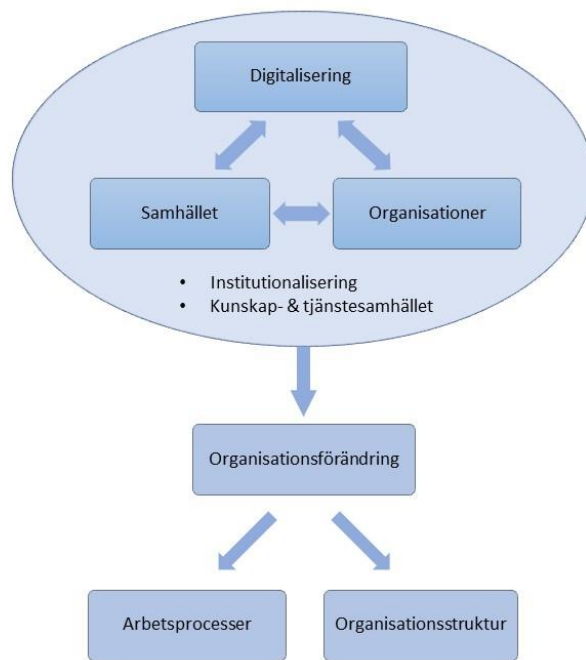 Digitalisering
Samhället
Organisationer
• Institutionalisering
• Kunskap- & tjänstesamhället
Organisationsförändring
Arbetsprocesser
Organisationsstruktur